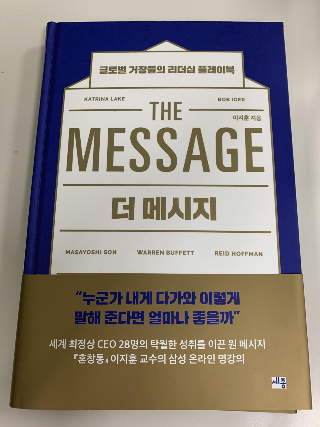 글로벌 거장들의 리더십 플레이북
KATRINA LAKE BOB IGER
THE
이지훈 지음
MESSAGE
더 메시지
MASAYOSHI SON WARREN BUFFETT REID HOFFMAN
“누군가 내게 다가와 이렇게
말해 준다면 얼마나 좋을까”
세계 최정상 CEO 28명의 탁월한 성취를 이끈 원 메시지
『혼창통』 이지훈 교수의 삼성 온라인 명강의
세종